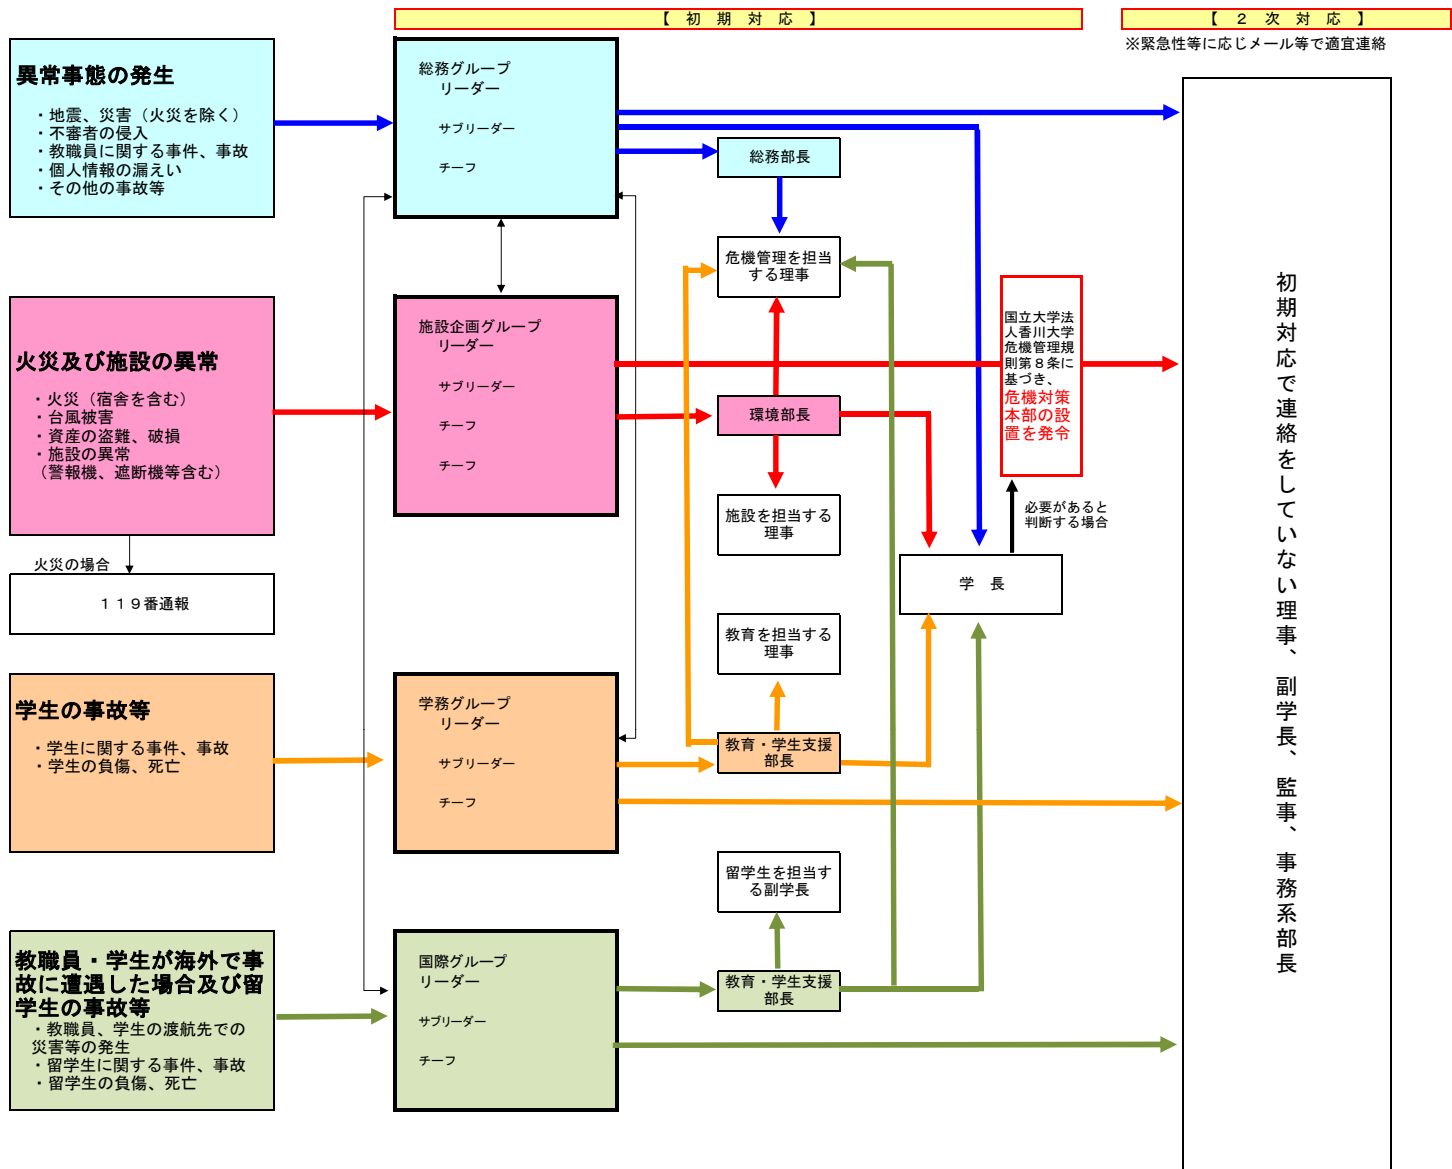 【　初　期　対　応　】
【　２　次　対　応　】
※緊急性等に応じメール等で適宜連絡
異常事態の発生
・地震、災害（火災を除く）
・不審者の侵入
・教職員に関する事件、事故
・個人情報の漏えい
・その他の事故等
総務グループ
リーダー
サブリーダー
チーフ
総務部長
危機管理を担当
する理事
火災及び施設の異常
・火災（宿舎を含む）
・台風被害
・資産の盗難、破損
・施設の異常
（警報機、遮断機等含む）
火災の場合
１１９番通報
施設企画グループ
リーダー
サブリーダー
チーフ
チーフ
環境部長
施設を担当する
理事
国立大学法
人香川大学
危機管理規
則第８条に
基づき、
危機対策
本部の設
置を発令
必要があると
判断する場合
学　長
学生の事故等
・学生に関する事件、事故
・学生の負傷、死亡
学務グループ
リーダー
サブリーダー
チーフ
教育を担当する
理事
教育・学生支援
部長
教職員・学生が海外で事
故に遭遇した場合及び留
学生の事故等
・教職員、学生の渡航先での
災害等の発生
・留学生に関する事件、事故
・留学生の負傷、死亡
国際グループ
リーダー
サブリーダー
チーフ
留学生を担当す
る副学長
教育・学生支援
部長
初期対応で連絡をしていない理事、副学長、監事、事務系部長